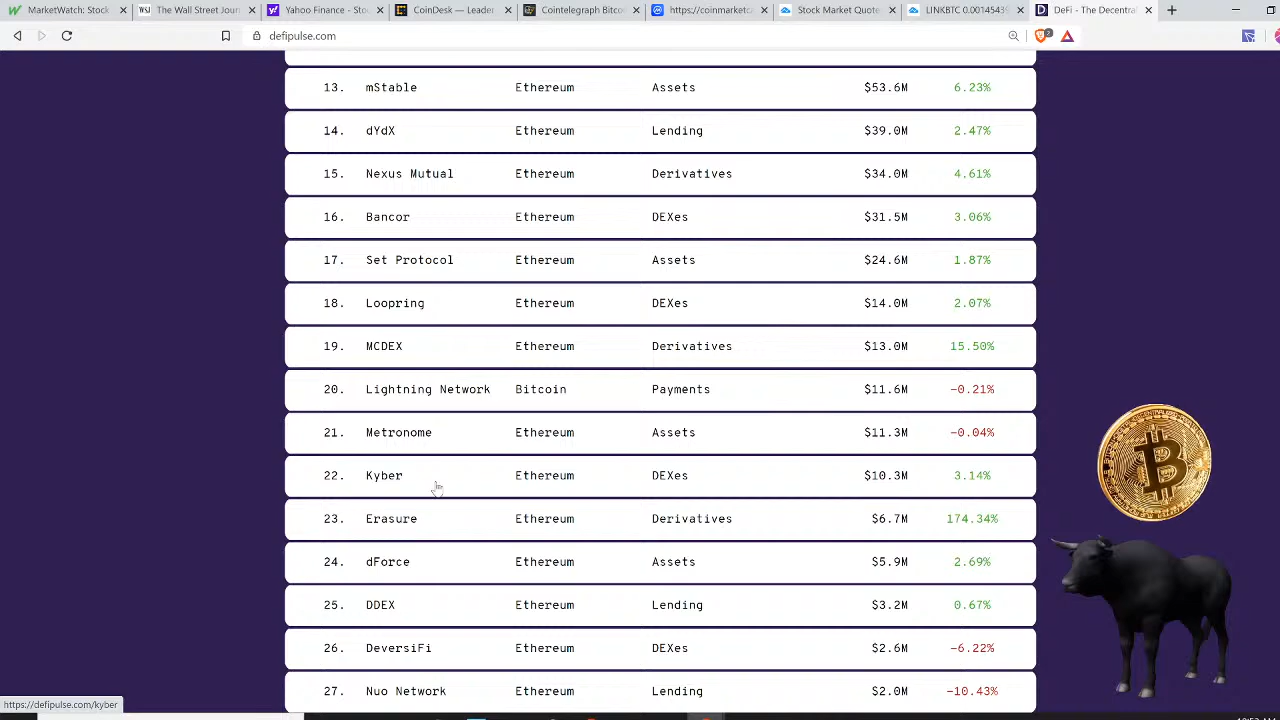 MarketWatch: Stock
The Wall Street Jour
Yahoo Finance - Sto
CoinDesk — Leader
Cointelegraph Bitco
https://coinmarketc
Stock Market Quote
LINKBTC 0.0014543
DeFi - The Decentral
defipulse.com
13. mStable Ethereum Assets $53.6M 6.23%
14. dYdX Ethereum Lending $39.0M 2.47%
15. Nexus Mutual Ethereum Derivatives $34.0M 4.61%
16. Bancor Ethereum DEXes $31.5M 3.06%
17. Set Protocol Ethereum Assets $24.6M 1.87%
18. Loopring Ethereum DEXes $14.0M 2.07%
19. MCDEX Ethereum Derivatives $13.0M 15.50%
20. Lightning Network Bitcoin Payments $11.6M -0.21%
21. Metronome Ethereum Assets $11.3M -0.04%
22. Kyber Ethereum DEXes $10.3M 3.14%
23. Erasure Ethereum Derivatives $6.7M 174.34%
24. dForce Ethereum Assets $5.9M 2.69%
25. DDEX Ethereum Lending $3.2M 0.67%
26. DeversiFi Ethereum DEXes $2.6M -6.22%
27. Nuo Network Ethereum Lending $2.0M -10.43%
https://defipulse.com/kyber